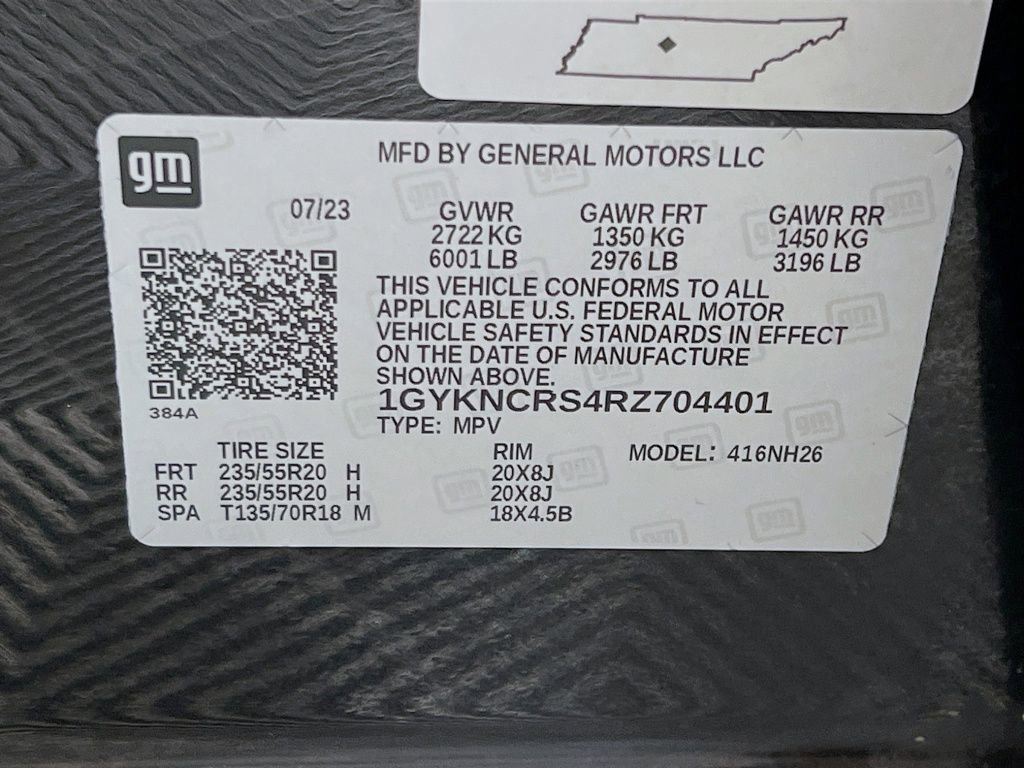 gm
MFD BY GENERAL MOTORS LLC
07/23 GVWR GAWR FRT GAWR RR
2722 KG 1350 KG 1450 KG
6001 LB 2976 LB 3196 LB
THIS VEHICLE CONFORMS TO ALL
APPLICABLE U.S. FEDERAL MOTOR
VEHICLE SAFETY STANDARDS IN EFFECT
ON THE DATE OF MANUFACTURE
SHOWN ABOVE.
1GYKNCRS4RZ704401
384A
TYPE: MPV
TIRE SIZE RIM MODEL: 416NH26
FRT 235/55R20 H 20X8J
RR 235/55R20 H 20X8J
SPA T135/70R18 M 18X4.5B